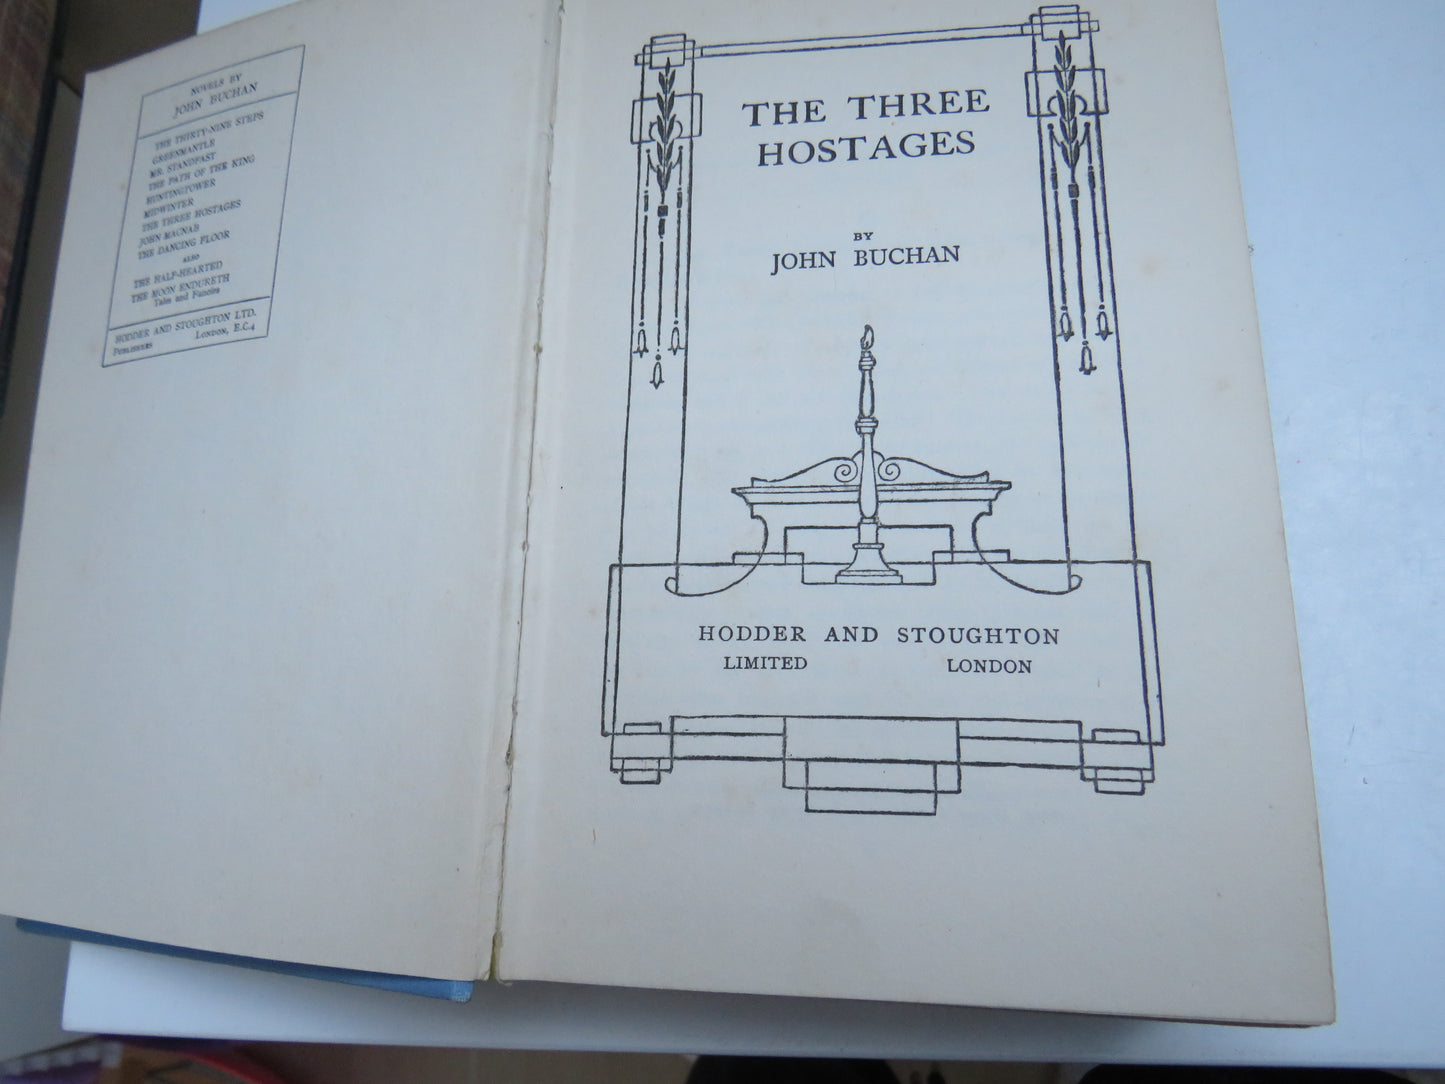 NOVELS BY
JOHN BUCHAN
THE THIRTY-NINE STEPS
GREENMANTLE
MR. STANDFAST
THE PATH OF THE KING
HUNTINGTOWER
MIDWINTER
THE THREE HOSTAGES
JOHN MACNAB
THE DANCING FLOOR
ALSO
THE HALF-HEARTED
THE MOON ENDURETH
Tales and Fancies
HODDER AND STOUGHTON LTD.
PUBLISHERS LONDON, E.C.4
THE THREE
HOSTAGES
BY
JOHN BUCHAN
HODDER AND STOUGHTON
LIMITED LONDON